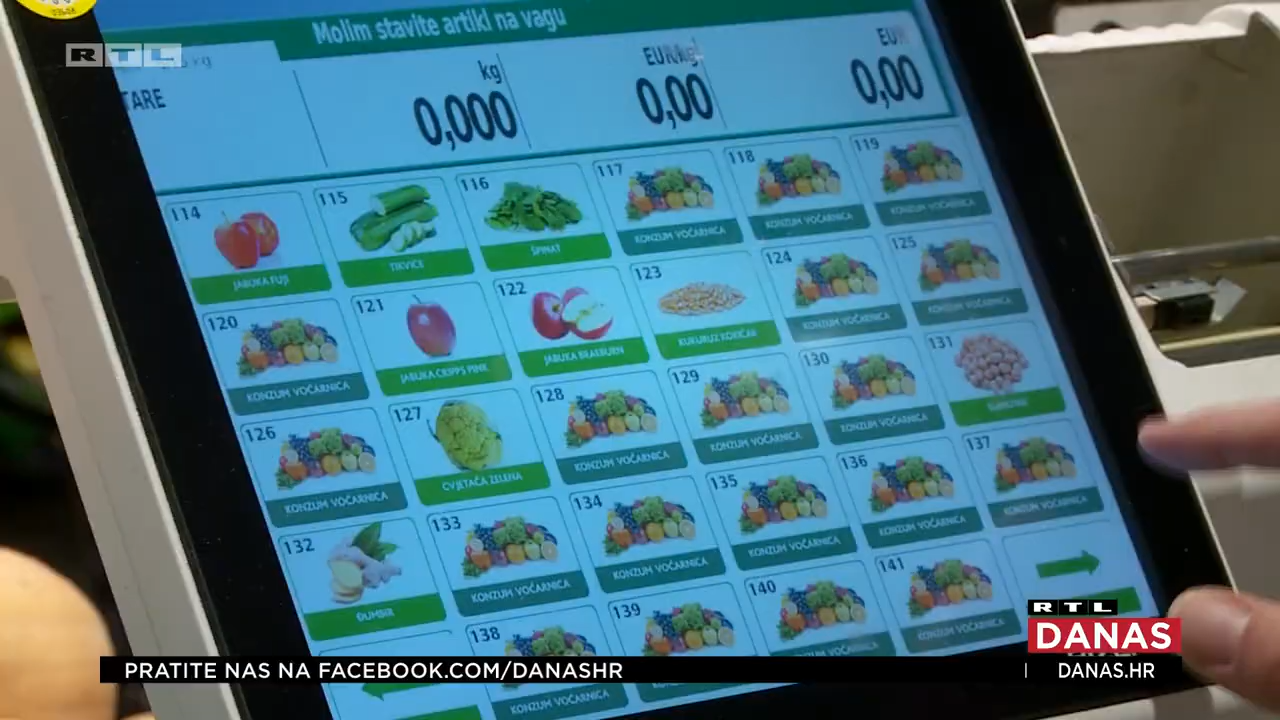 RTL
Molim stavite artikl na vagu
TARE
kg
0,000
EUR/kg
0,00
EUR
0,00
114
JABUKA FUJI
115
TIKVICE
116
ŠPINAT
117
KONZUM VOĆARNICA
118
KONZUM VOĆARNICA
119
KONZUM VOĆARNICA
120
KONZUM VOĆARNICA
121
JABUKA CRIPPS PINK
122
JABUKA BRAEBURN
123
KUKURUZ KOKIČAR
124
KONZUM VOĆARNICA
125
KONZUM VOĆARNICA
126
KONZUM VOĆARNICA
127
CVJETAČA ZELENA
128
KONZUM VOĆARNICA
129
KONZUM VOĆARNICA
130
KONZUM VOĆARNICA
131
132
ĐUMBIR
133
KONZUM VOĆARNICA
134
KONZUM VOĆARNICA
135
KONZUM VOĆARNICA
136
KONZUM VOĆARNICA
137
KONZUM VOĆARNICA
138
KONZUM VOĆARNICA
139
140
141
KONZUM VOĆARNICA
RTL
DANAS
PRATITE NAS NA FACEBOOK.COM/DANASHR
DANAS.HR